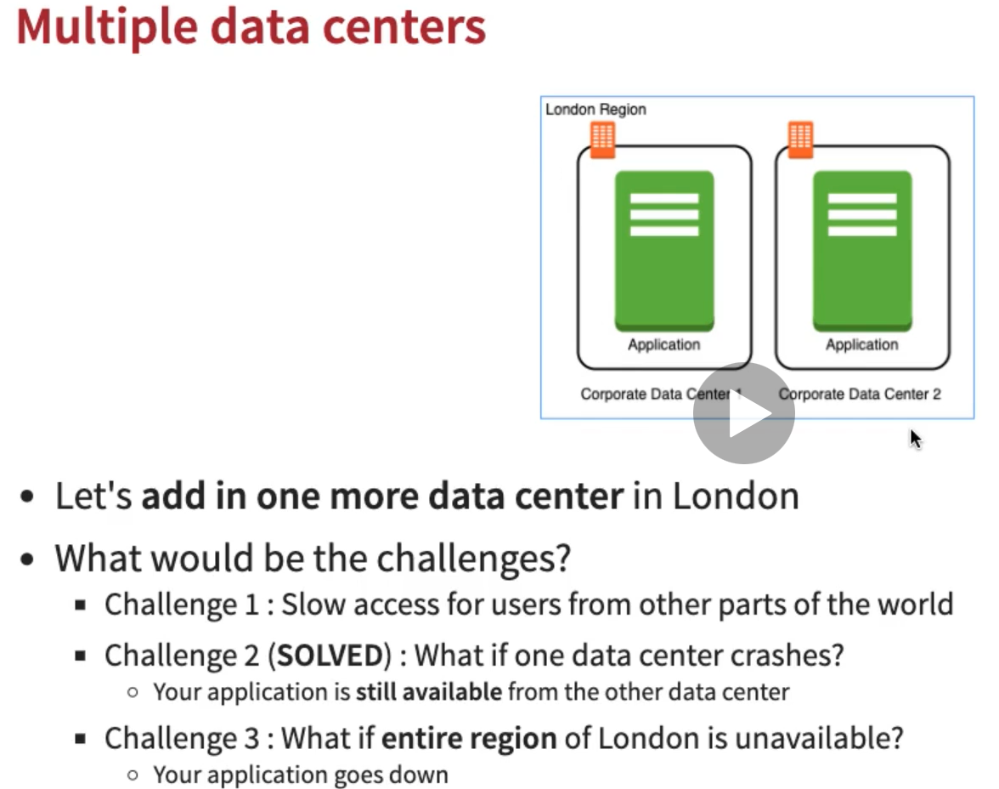 Multiple data centers
London Region
Application
Application
Corporate Data Center 1
Corporate Data Center 2
Let's add in one more data center in London
What would be the challenges?
Challenge 1 : Slow access for users from other parts of the world
Challenge 2 (SOLVED) : What if one data center crashes?
Your application is still available from the other data center
Challenge 3 : What if entire region of London is unavailable?
Your application goes down